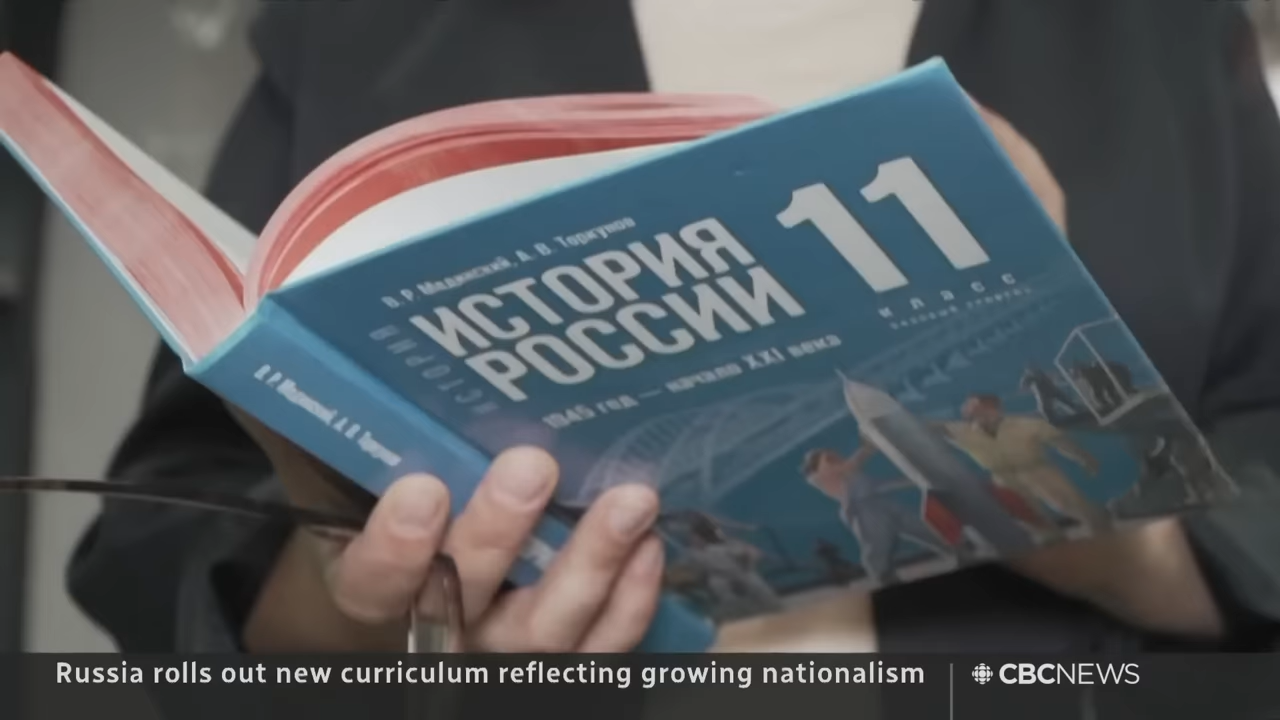 В. Р. Мединский, А. В. Торкунов
ИСТОРИЯ
РОССИИ
11
класс
1945 год — начало XXI века
ИСТОРИЯ
В. Р. Мединский, А. В. Торкунов
Russia rolls out new curriculum reflecting growing nationalism
CBCNEWS